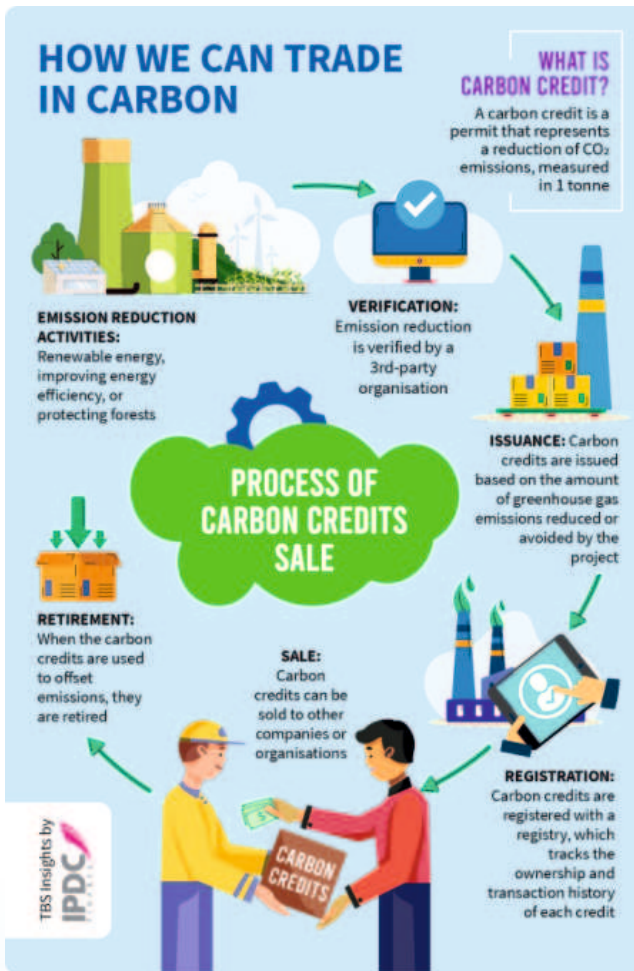 HOW WE CAN TRADE
IN CARBON
WHAT IS
CARBON CREDIT?
A carbon credit is a
permit that represents
a reduction of CO₂
emissions, measured
in 1 tonne
EMISSION REDUCTION
ACTIVITIES:
Renewable energy,
improving energy
efficiency, or
protecting forests
VERIFICATION:
Emission reduction
is verified by a
3rd-party
organisation
ISSUANCE: Carbon
credits are issued
based on the amount
of greenhouse gas
emissions reduced or
avoided by the
project
PROCESS OF
CARBON CREDITS
SALE
REGISTRATION:
Carbon credits are
registered with a
registry, which
tracks the
ownership and
transaction history
of each credit
SALE:
Carbon
credits can be
sold to other
companies or
organisations
$
CARBON
CREDITS
RETIREMENT:
When the carbon
credits are used
to offset
emissions, they
are retired
TBS insights by
IPDC